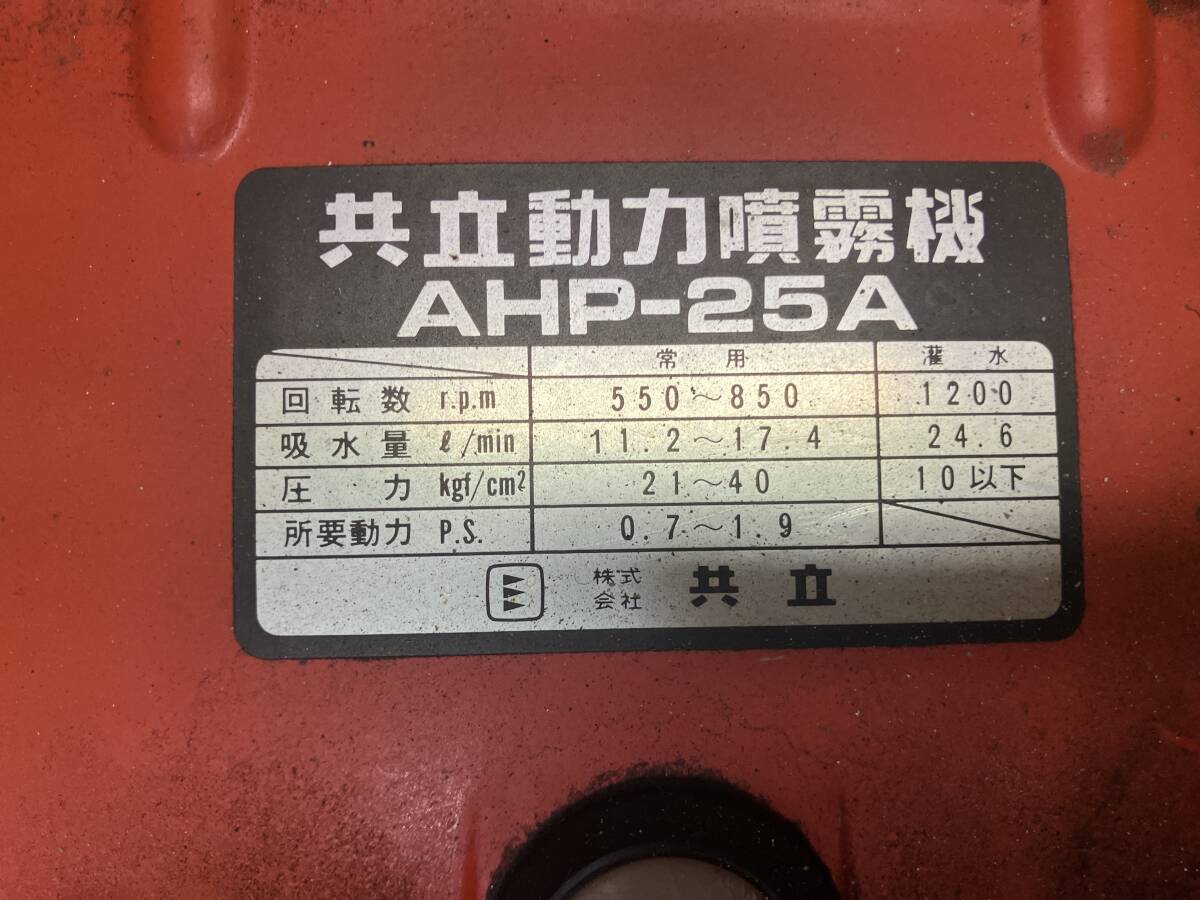 共立動力噴霧機
AHP-25A
常用 灌水
回転数 r.p.m 550～850 1200
吸水量 ℓ/min 11.2～17.4 24.6
圧力 kgf/cm² 21～40 10以下
所要動力 P.S. 0.7～1.9
株式会社 共立